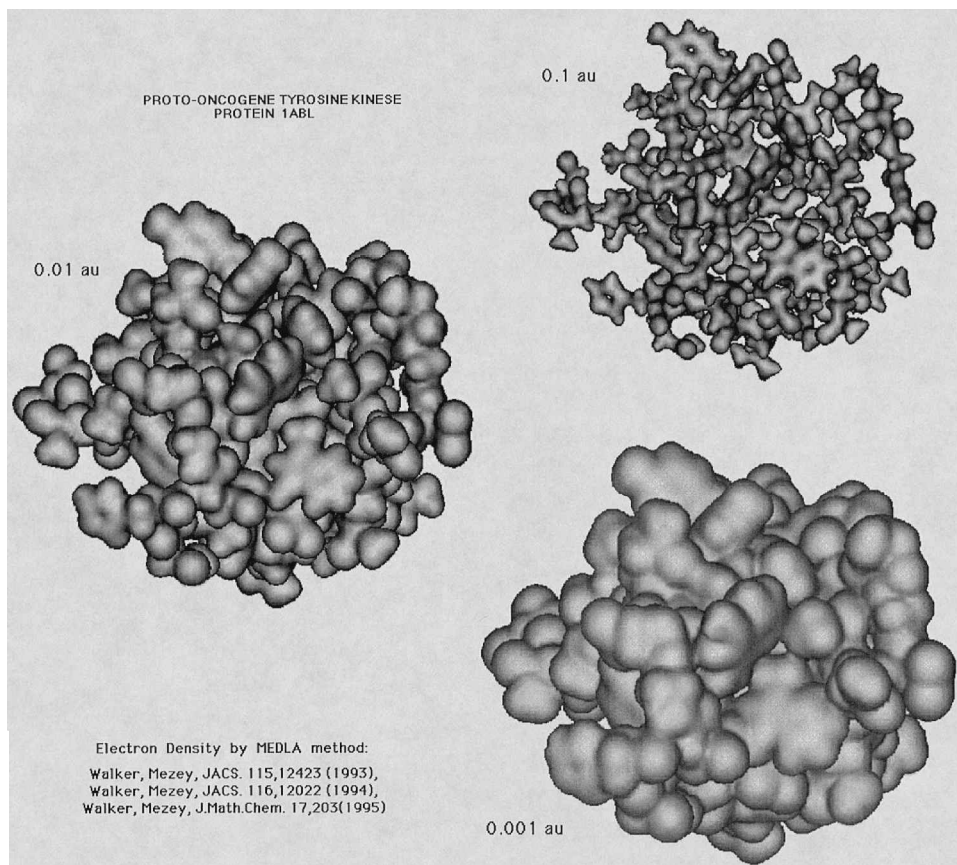 PROTO-ONCOGENE TYROSINE KINESE
PROTEIN 1ABL
0.1 au
0.01 au
0.001 au
Electron Density by MEDLA method:
Walker, Mezey, JACS. 115,12423 (1993),
Walker, Mezey, JACS. 116,12022 (1994),
Walker, Mezey, J.Math.Chem. 17,203(1995)